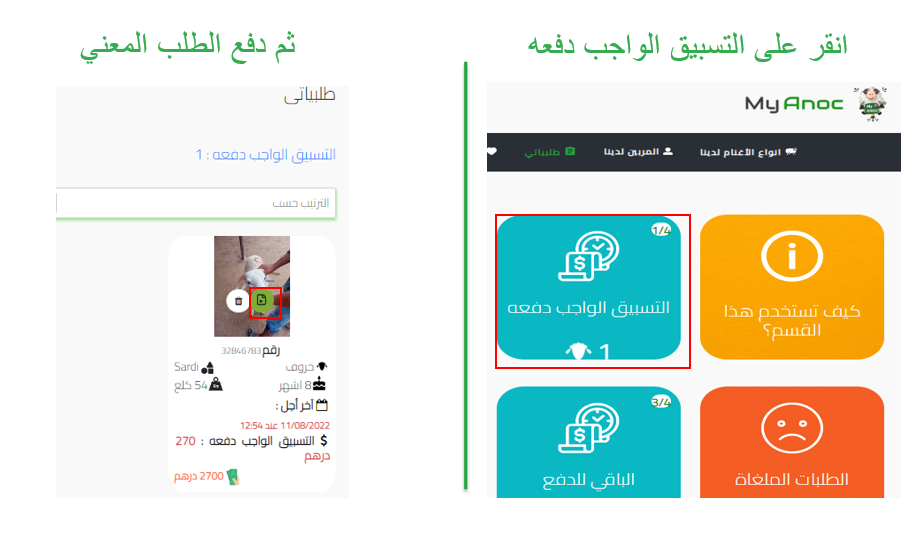 انقر على التسبيق الواجب دفعه
My Anoc
انواع الأغنام لدينا
المربين لدينا
طلبياتي
كيف تستخدم هذا
القسم؟
1/4
التسبيق الواجب دفعه
1
الطلبات الملغاة
3/4
الباقي للدفع
ثم دفع الطلب المعني
طلبياتى
التسبيق الواجب دفعه : 1
الترتيب حسب
رقم 32846783
خروف
Sardi
8 اشهر
54 كلغ
آخر أجل :
11/08/2022 عند 12:54
$ التسبيق الواجب دفعه : 270
درهم
2700 درهم